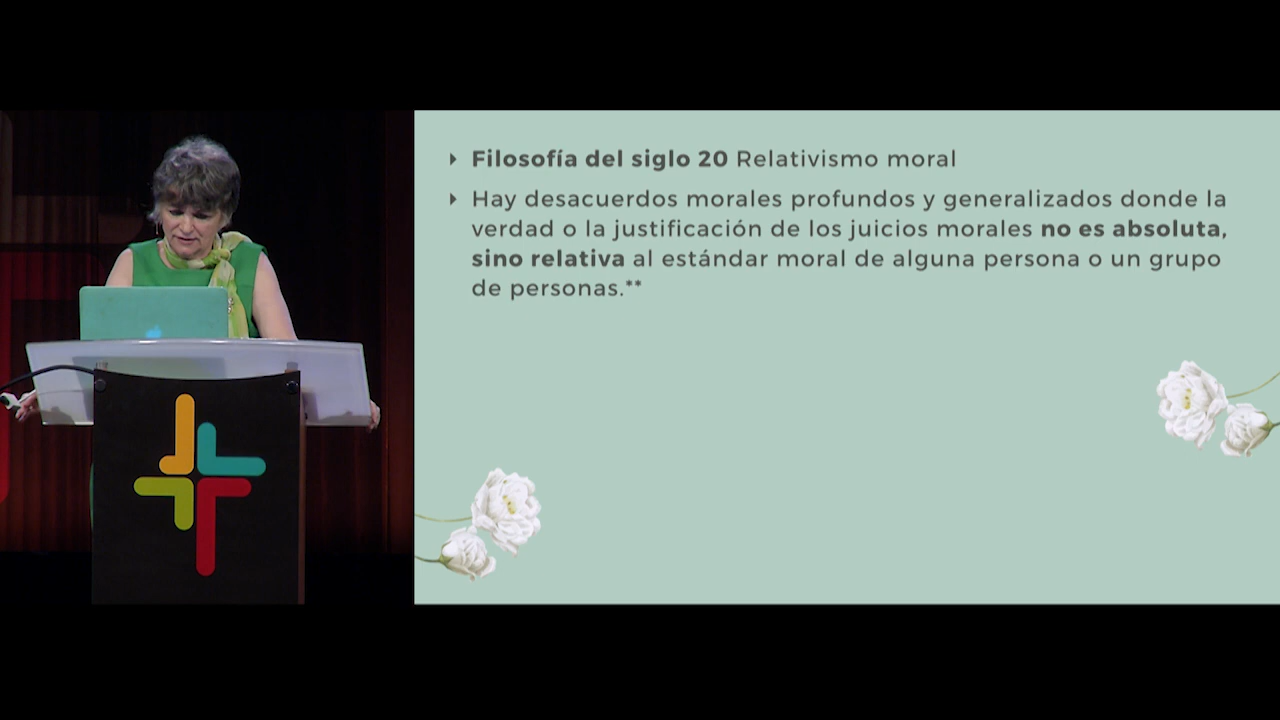 Filosofía del siglo 20 Relativismo moral
Hay desacuerdos morales profundos y generalizados donde la
verdad o la justificación de los juicios morales no es absoluta,
sino relativa al estándar moral de alguna persona o un grupo
de personas.**